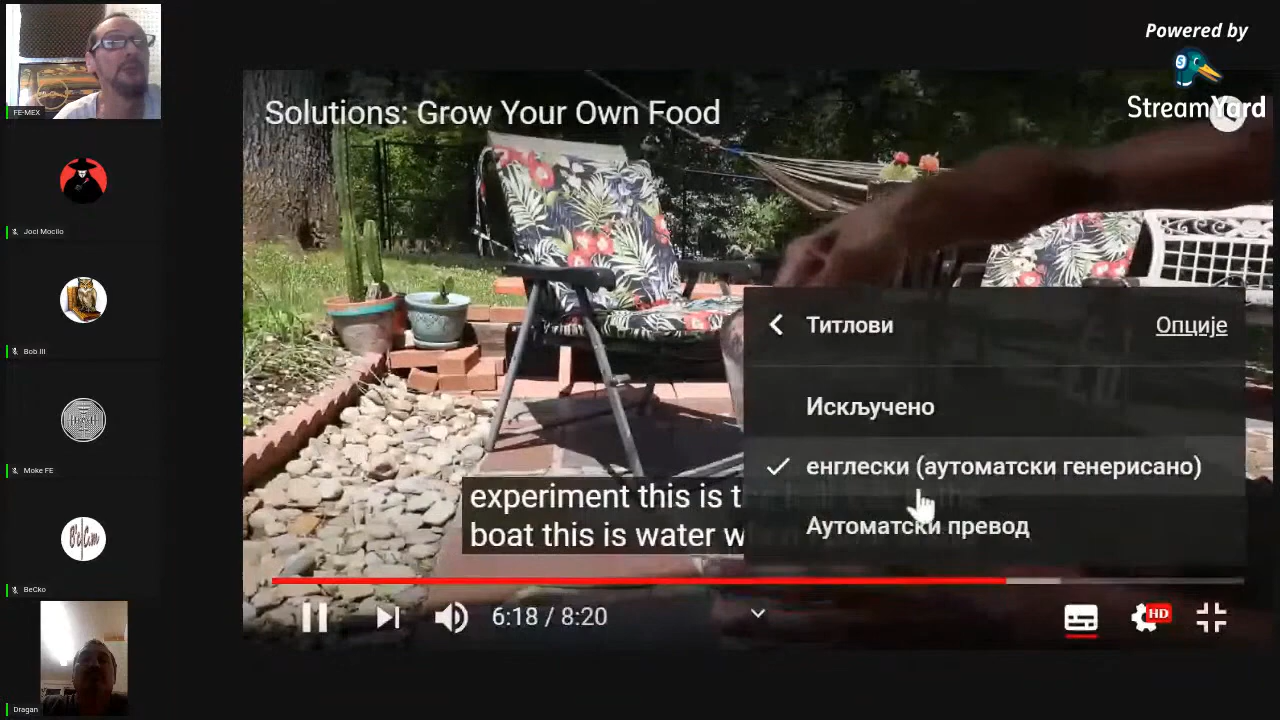 Powered by
StreamYard
FE-MEX
Joci Mocilo
Bob III
Moke FE
BeCko
Dragan
Solutions: Grow Your Own Food
Титлови
Опције
Искључено
енглески (аутоматски генерисано)
Аутоматски превод
experiment this is
boat this is water
6:18 / 8:20
HD